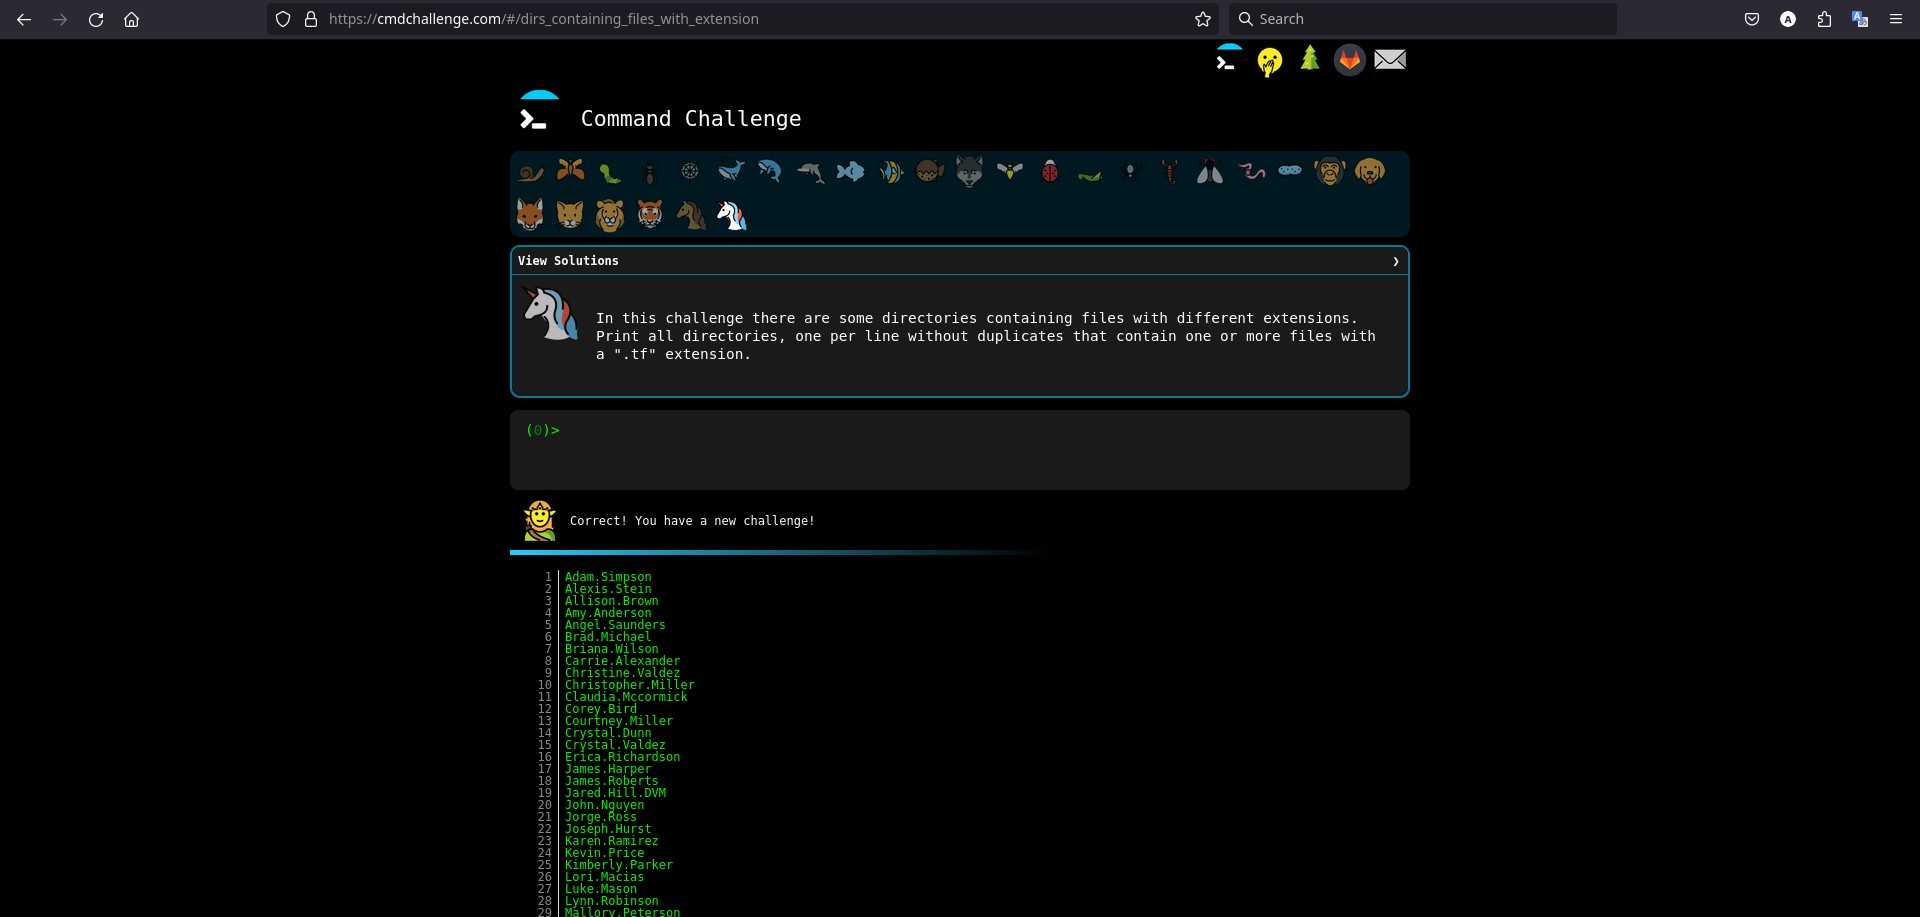 https://cmdchallenge.com/#/dirs_containing_files_with_extension
Search
A
Command Challenge
View Solutions
In this challenge there are some directories containing files with different extensions.
Print all directories, one per line without duplicates that contain one or more files with
a ".tf" extension.
(0)>
Correct! You have a new challenge!
1 Adam.Simpson
2 Alexis.Stein
3 Allison.Brown
4 Amy.Anderson
5 Angel.Saunders
6 Brad.Michael
7 Briana.Wilson
8 Carrie.Alexander
9 Christine.Valdez
10 Christopher.Miller
11 Claudia.Mccormick
12 Corey.Bird
13 Courtney.Miller
14 Crystal.Dunn
15 Crystal.Valdez
16 Erica.Richardson
17 James.Harper
18 James.Roberts
19 Jared.Hill.DVM
20 John.Nguyen
21 Jorge.Ross
22 Joseph.Hurst
23 Karen.Ramirez
24 Kevin.Price
25 Kimberly.Parker
26 Lori.Macias
27 Luke.Mason
28 Lynn.Robinson
29 Mallory.Peterson